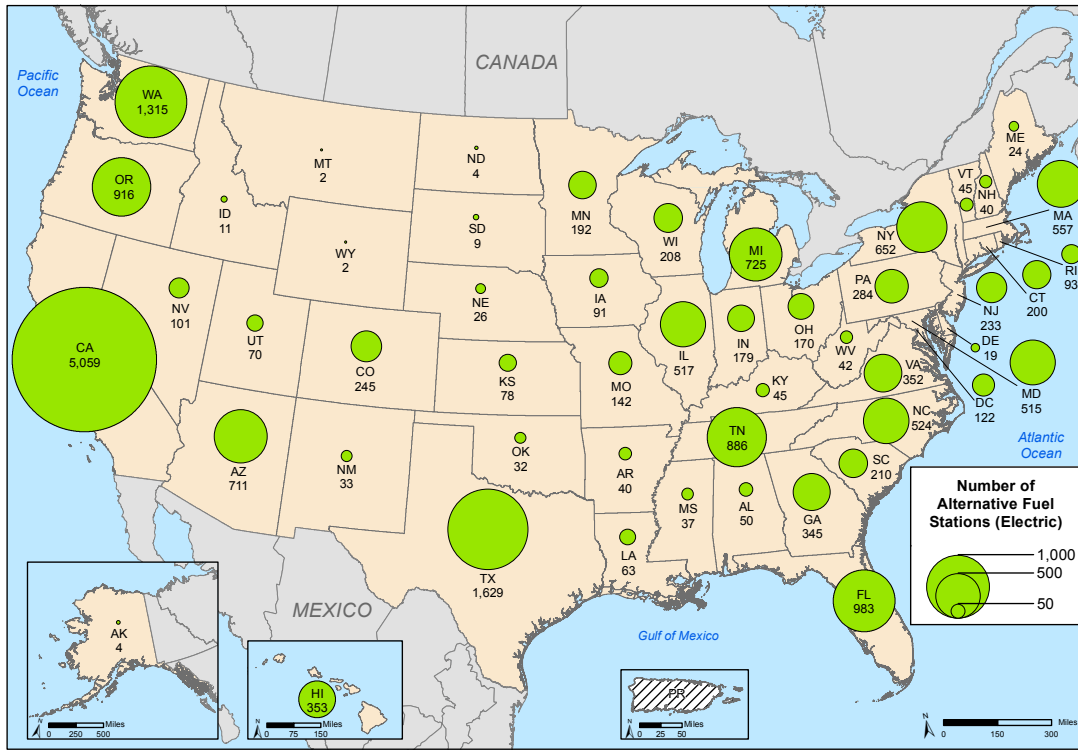 CANADA
Pacific
Ocean
WA
1,315
OR
916
ID
11
MT
2
WY
2
ND
4
SD
9
NE
26
MN
192
WI
208
MI
725
IA
91
NV
101
UT
70
CA
5,059
CO
245
KS
78
MO
142
IL
517
IN
179
OH
170
KY
45
WV
42
VA
352
PA
284
NY
652
VT
45
NH
40
ME
24
MA
557
RI
93
CT
200
NJ
233
DE
19
MD
515
DC
122
AZ
711
NM
33
OK
32
TX
1,629
AR
40
LA
63
MS
37
AL
50
TN
886
NC
524
SC
210
GA
345
FL
983
Atlantic
Ocean
Gulf of Mexico
MEXICO
AK
4
N
Miles
0 250 500
HI
353
N
Miles
0 75 150
PR
N
Miles
0 25 50
Number of
Alternative Fuel
Stations (Electric)
1,000
500
50
N
Miles
0 150 300